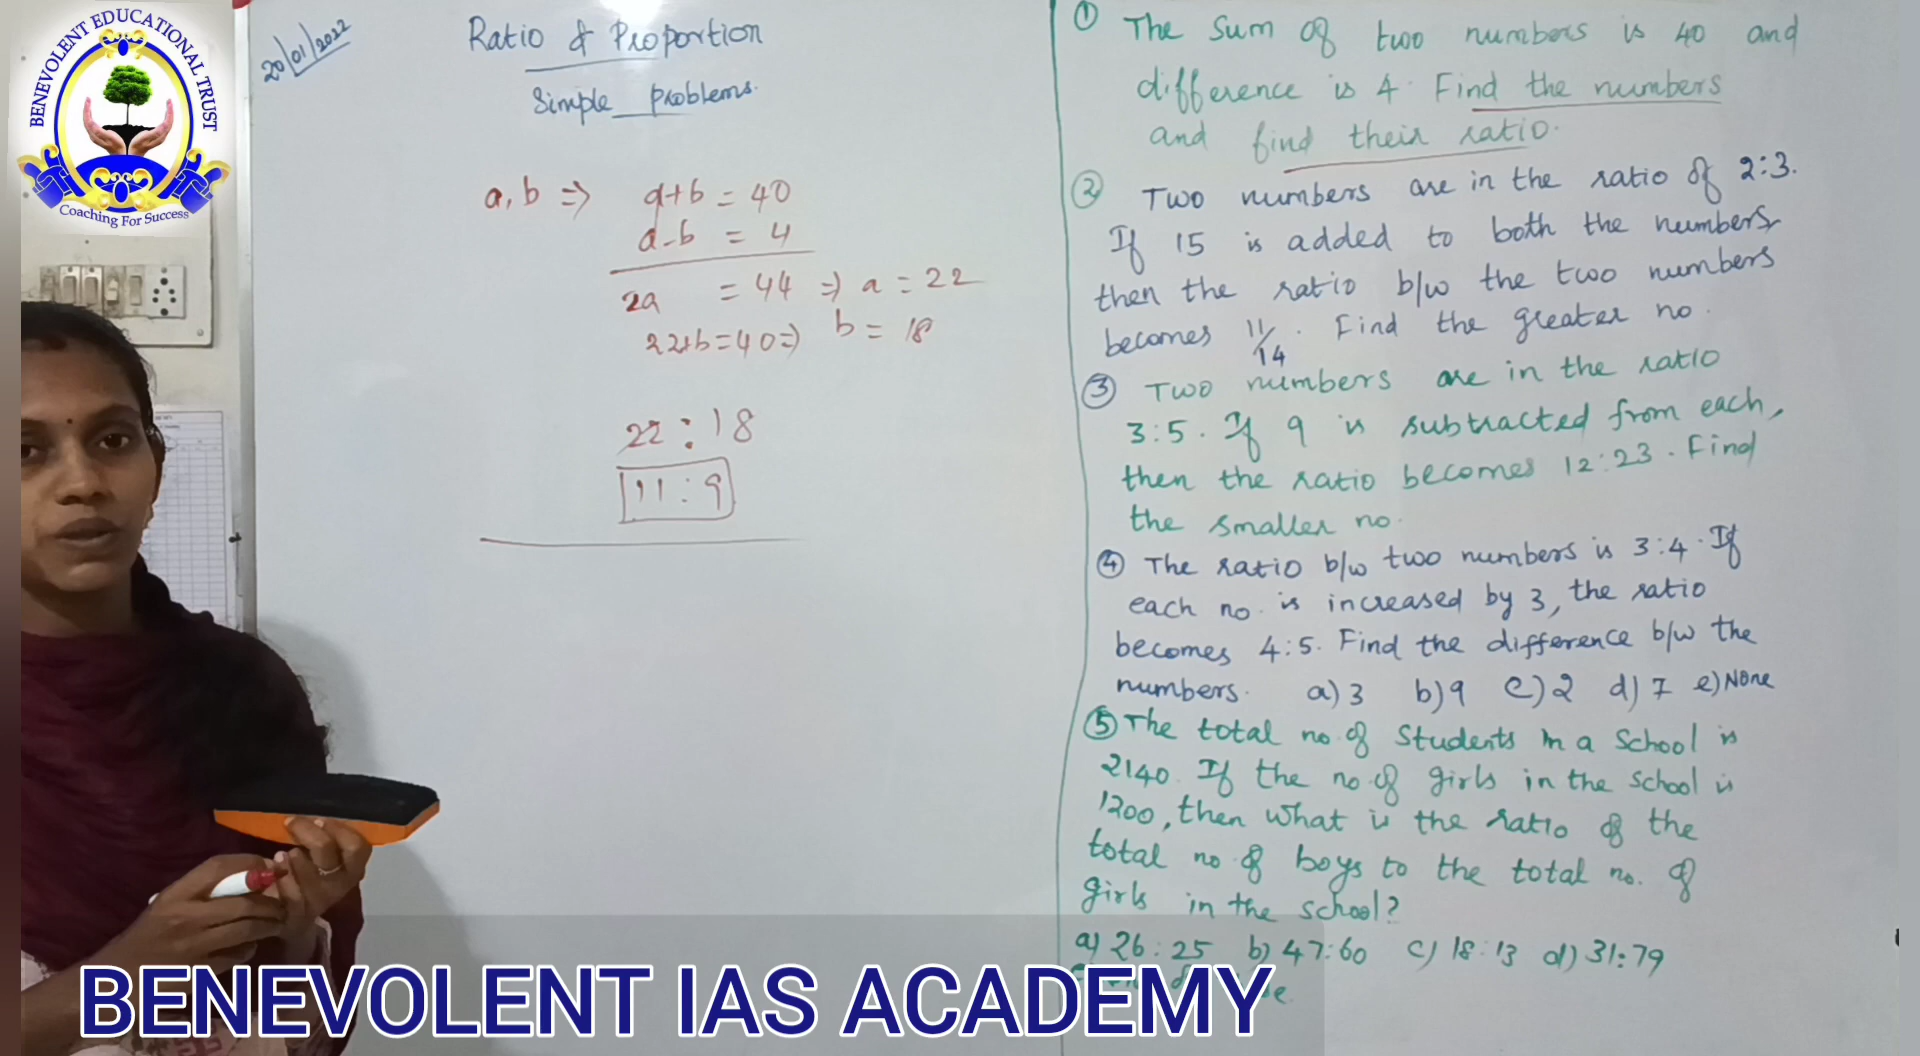 BENEVOLENT EDUCATIONAL TRUST
Coaching For Success
20/01/2022
Ratio & Proportion
Simple problems.
a, b => a+b = 40
a-b = 4
2a = 44 => a = 22
22+b=40=> b = 18
22 : 18
11 : 9
① The Sum of two numbers is 40 and
difference is 4. Find the numbers
and find their ratio.
② Two numbers are in the ratio of 2:3.
If 15 is added to both the numbers,
then the ratio b/w the two numbers
becomes 11/14. Find the greater no.
③ Two numbers are in the ratio
3:5. If 9 is subtracted from each,
then the ratio becomes 12:23. Find
the smaller no.
④ The ratio b/w two numbers is 3:4. If
each no. is increased by 3, the ratio
becomes 4:5. Find the difference b/w the
numbers. a) 3 b) 9 c) 2 d) 7 e) None
⑤ The total no. of Students in a School is
2140. If the no. of girls in the school is
1200, then what is the ratio of the
total no. of boys to the total no. of
girls in the school?
a) 26 : 25 b) 47:60 c) 18:13 d) 31:79
BENEVOLENT IAS ACADEMY